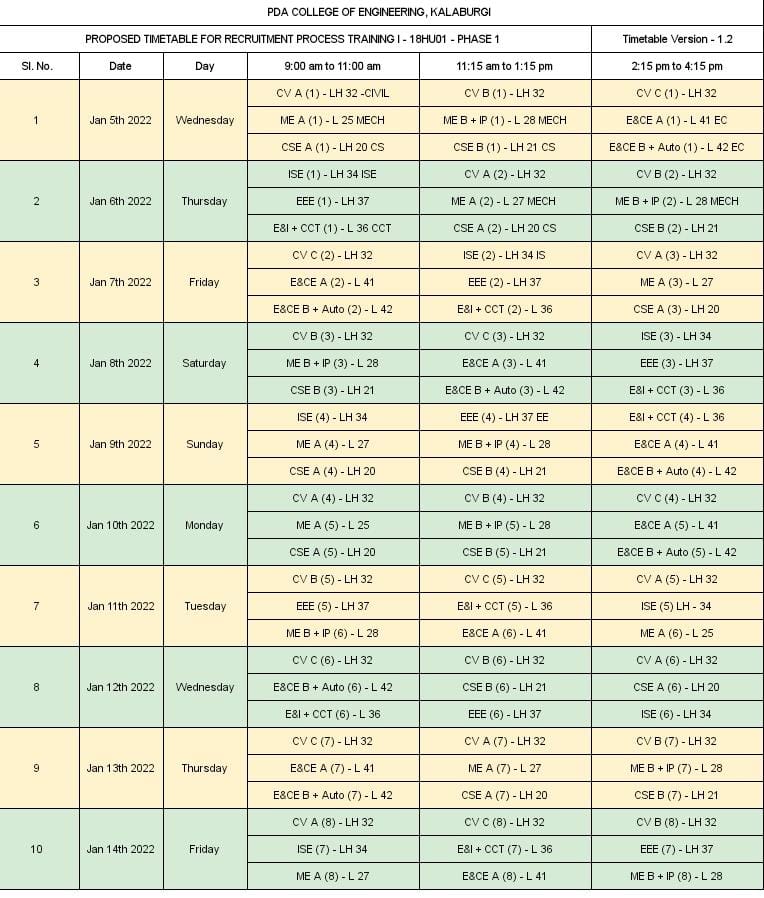 PDA COLLEGE OF ENGINEERING, KALABURGI
PROPOSED TIMETABLE FOR RECRUITMENT PROCESS TRAINING I - 18HU01 - PHASE 1 Timetable Version - 1.2
Sl. No. Date Day 9:00 am to 11:00 am 11:15 am to 1:15 pm 2:15 pm to 4:15 pm
CV A (1) - LH 32 -CIVIL CV B (1) - LH 32 CV C (1) - LH 32
1 Jan 5th 2022 Wednesday ME A (1) - L 25 MECH ME B + IP (1) - L 28 MECH E&CE A (1) - L 41 EC
CSE A (1) - LH 20 CS CSE B (1) - LH 21 CS E&CE B + Auto (1) - L 42 EC
ISE (1) - LH 34 ISE CV A (2) - LH 32 CV B (2) - LH 32
2 Jan 6th 2022 Thursday EEE (1) - LH 37 ME A (2) - L 27 MECH ME B + IP (2) - L 28 MECH
E&I + CCT (1) - L 36 CCT CSE A (2) - LH 20 CS CSE B (2) - LH 21
CV C (2) - LH 32 ISE (2) - LH 34 IS CV A (3) - LH 32
3 Jan 7th 2022 Friday E&CE A (2) - L 41 EEE (2) - LH 37 ME A (3) - L 27
E&CE B + Auto (2) - L 42 E&I + CCT (2) - L 36 CSE A (3) - LH 20
CV B (3) - LH 32 CV C (3) - LH 32 ISE (3) - LH 34
4 Jan 8th 2022 Saturday ME B + IP (3) - L 28 E&CE A (3) - L 41 EEE (3) - LH 37
CSE B (3) - LH 21 E&CE B + Auto (3) - L 42 E&I + CCT (3) - L 36
ISE (4) - LH 34 EEE (4) - LH 37 EE E&I + CCT (4) - L 36
5 Jan 9th 2022 Sunday ME A (4) - L 27 ME B + IP (4) - L 28 E&CE A (4) - L 41
CSE A (4) - LH 20 CSE B (4) - LH 21 E&CE B + Auto (4) - L 42
CV A (4) - LH 32 CV B (4) - LH 32 CV C (4) - LH 32
6 Jan 10th 2022 Monday ME A (5) - L 25 ME B + IP (5) - L 28 E&CE A (5) - L 41
CSE A (5) - LH 20 CSE B (5) - LH 21 E&CE B + Auto (5) - L 42
CV B (5) - LH 32 CV C (5) - LH 32 CV A (5) - LH 32
7 Jan 11th 2022 Tuesday EEE (5) - LH 37 E&I + CCT (5) - L 36 ISE (5) LH - 34
ME B + IP (6) - L 28 E&CE A (6) - L 41 ME A (6) - L 25
CV C (6) - LH 32 CV B (6) - LH 32 CV A (6) - LH 32
8 Jan 12th 2022 Wednesday E&CE B + Auto (6) - L 42 CSE B (6) - LH 21 CSE A (6) - LH 20
E&I + CCT (6) - L 36 EEE (6) - LH 37 ISE (6) - LH 34
CV C (7) - LH 32 CV A (7) - LH 32 CV B (7) - LH 32
9 Jan 13th 2022 Thursday E&CE A (7) - L 41 ME A (7) - L 27 ME B + IP (7) - L 28
E&CE B + Auto (7) - L 42 CSE A (7) - LH 20 CSE B (7) - LH 21
CV A (8) - LH 32 CV C (8) - LH 32 CV B (8) - LH 32
10 Jan 14th 2022 Friday ISE (7) - LH 34 E&I + CCT (7) - L 36 EEE (7) - LH 37
ME A (8) - L 27 E&CE A (8) - L 41 ME B + IP (8) - L 28